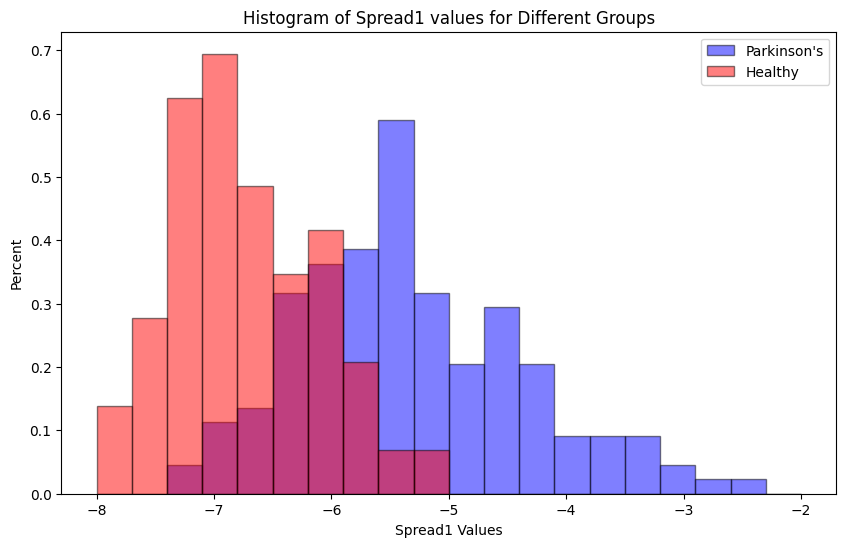 Histogram of Spread1 values for Different Groups
Parkinson's
Healthy
Percent
0.7
0.6
0.5
0.4
0.3
0.2
0.1
0.0
−8 −7 −6 −5 −4 −3 −2
Spread1 Values